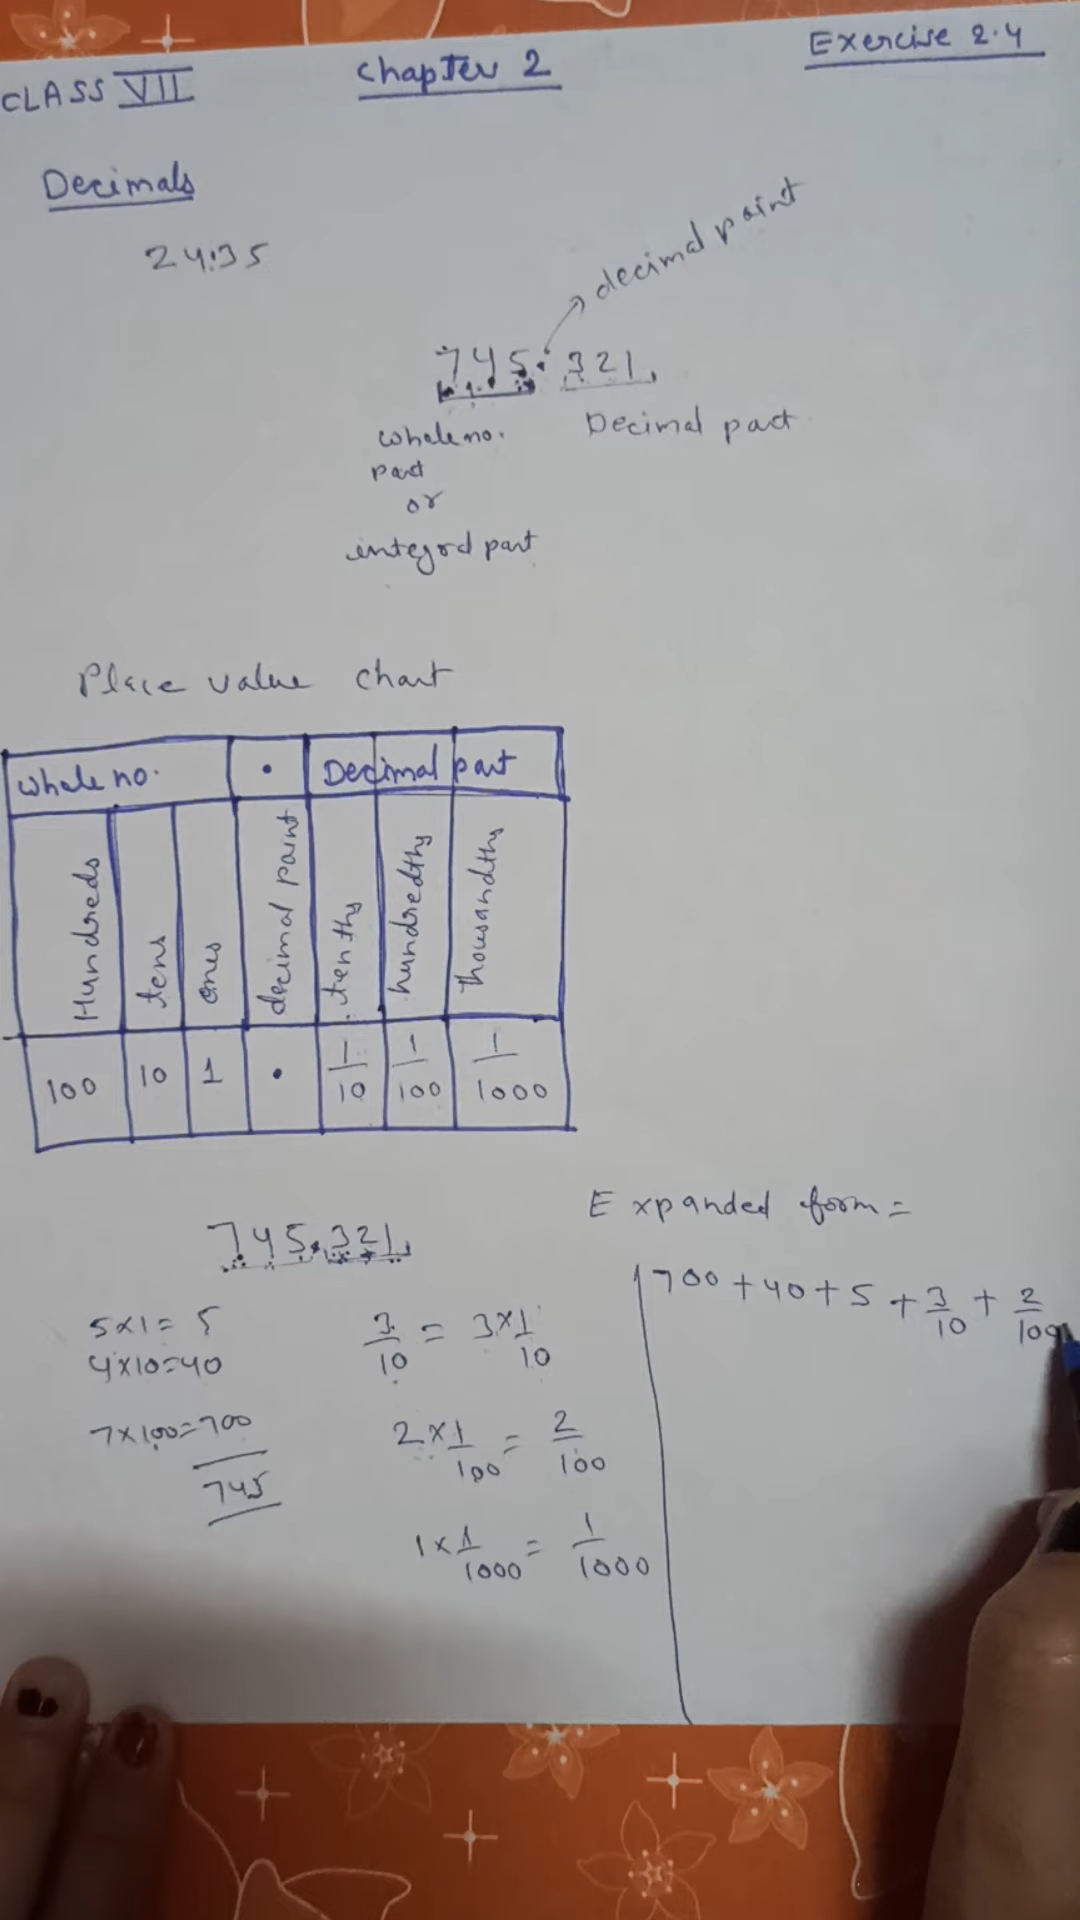 CLASS VII Chapter 2 Exercise 2.4
Decimals
24.35
decimal point
745.321
whole no. Decimal part
part
or
integral part
Place value chart
whole no. . Decimal part
Hundreds tens ones decimal point tenths hundredths thousandths
100 10 1 . 1/10 1/100 1/1000
745.321
5×1= 5
4×10=40
7×100=700
745
3/10 = 3×1/10
2×1/100 = 2/100
1×1/1000 = 1/1000
Expanded form =
700+40+5+3/10+2/100